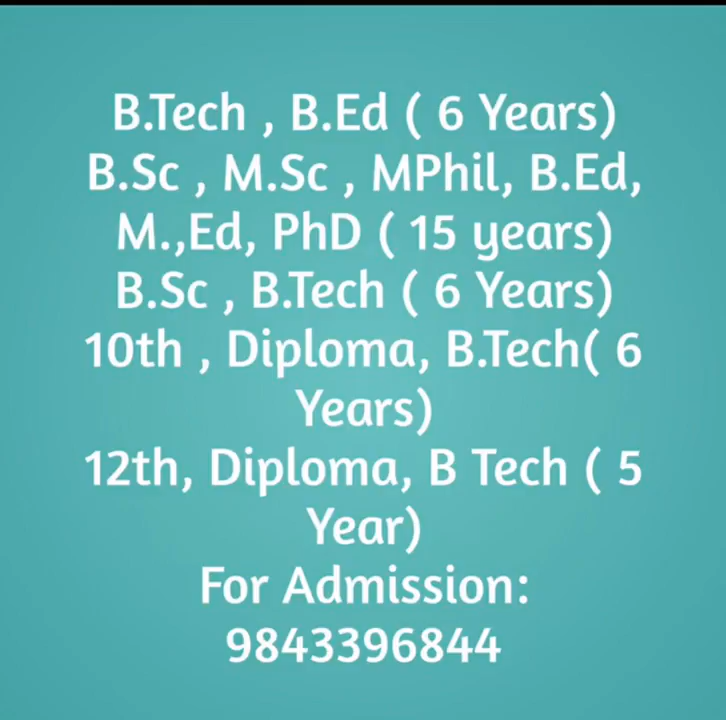 B.Tech , B.Ed ( 6 Years)
B.Sc , M.Sc , MPhil, B.Ed,
M.,Ed, PhD ( 15 years)
B.Sc , B.Tech ( 6 Years)
10th , Diploma, B.Tech( 6
Years)
12th, Diploma, B Tech ( 5
Year)
For Admission:
9843396844